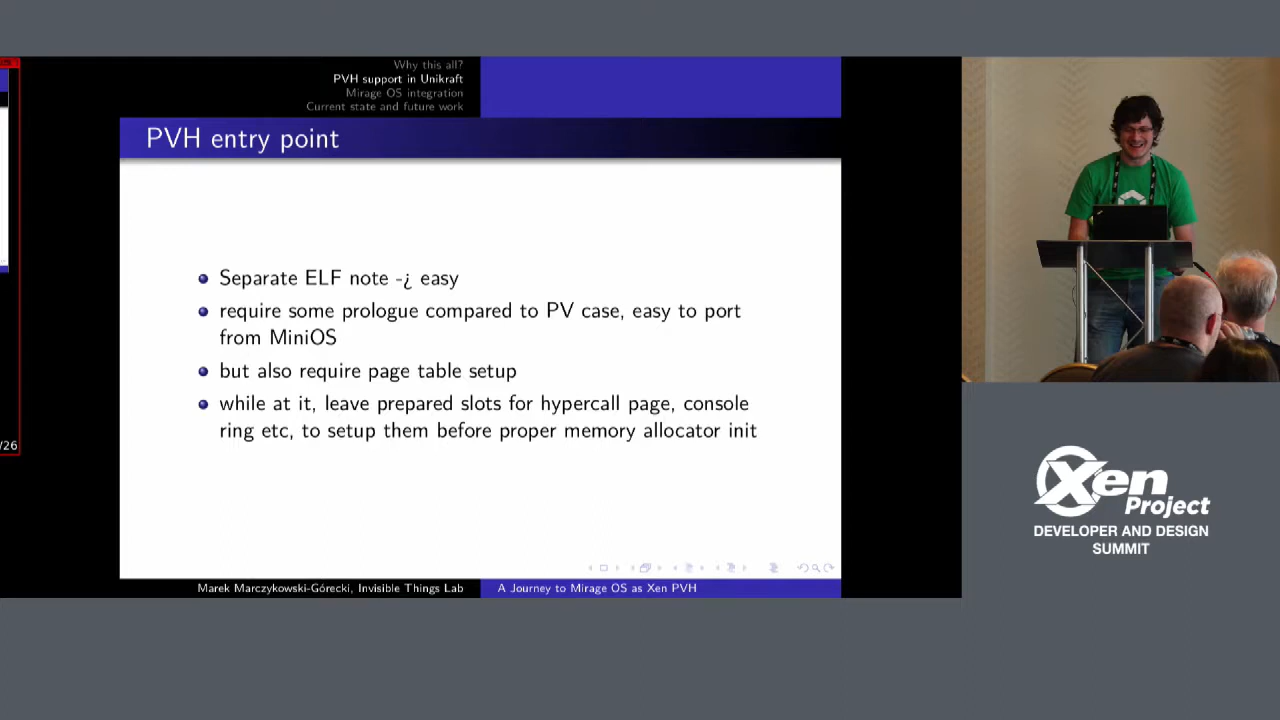 Why this all?
PVH support in Unikraft
Mirage OS integration
Current state and future work
PVH entry point
Separate ELF note -¿ easy
require some prologue compared to PV case, easy to port
from MiniOS
but also require page table setup
while at it, leave prepared slots for hypercall page, console
ring etc, to setup them before proper memory allocator init
/26
Marek Marczykowski-Górecki, Invisible Things Lab
A Journey to Mirage OS as Xen PVH
Xen
Project
DEVELOPER AND DESIGN
SUMMIT